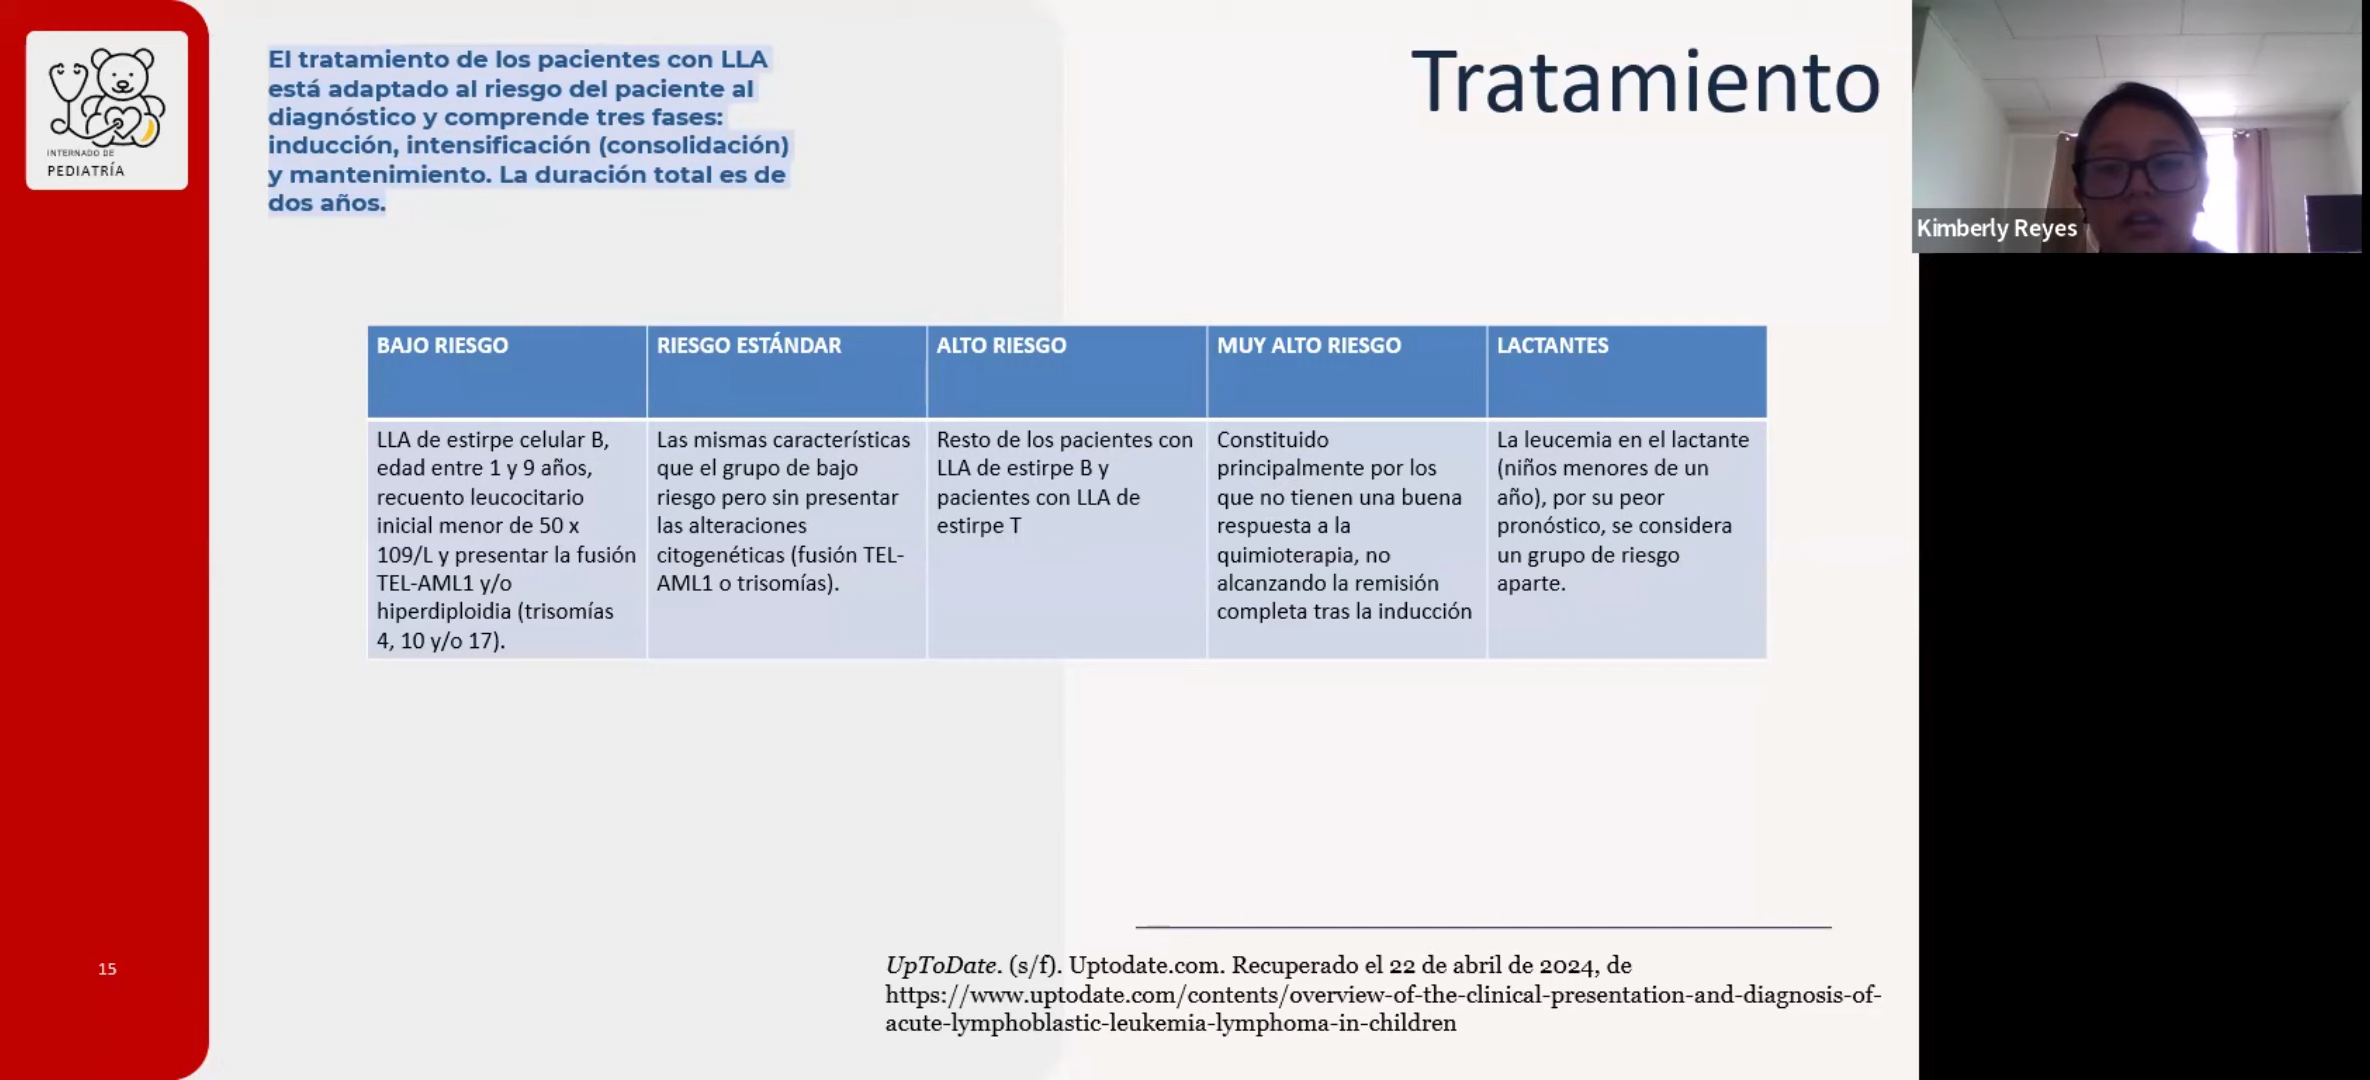 INTERNADO DE
PEDIATRÍA
El tratamiento de los pacientes con LLA
está adaptado al riesgo del paciente al
diagnóstico y comprende tres fases:
inducción, intensificación (consolidación)
y mantenimiento. La duración total es de
dos años.
Tratamiento
Kimberly Reyes
BAJO RIESGO
LLA de estirpe celular B,
edad entre 1 y 9 años,
recuento leucocitario
inicial menor de 50 x
109/L y presentar la fusión
TEL-AML1 y/o
hiperdiploidia (trisomías
4, 10 y/o 17).
RIESGO ESTÁNDAR
Las mismas características
que el grupo de bajo
riesgo pero sin presentar
las alteraciones
citogenéticas (fusión TEL-
AML1 o trisomías).
ALTO RIESGO
Resto de los pacientes con
LLA de estirpe B y
pacientes con LLA de
estirpe T
MUY ALTO RIESGO
Constituido
principalmente por los
que no tienen una buena
respuesta a la
quimioterapia, no
alcanzando la remisión
completa tras la inducción
LACTANTES
La leucemia en el lactante
(niños menores de un
año), por su peor
pronóstico, se considera
un grupo de riesgo
aparte.
15
UpToDate. (s/f). Uptodate.com. Recuperado el 22 de abril de 2024, de
https://www.uptodate.com/contents/overview-of-the-clinical-presentation-and-diagnosis-of-
acute-lymphoblastic-leukemia-lymphoma-in-children